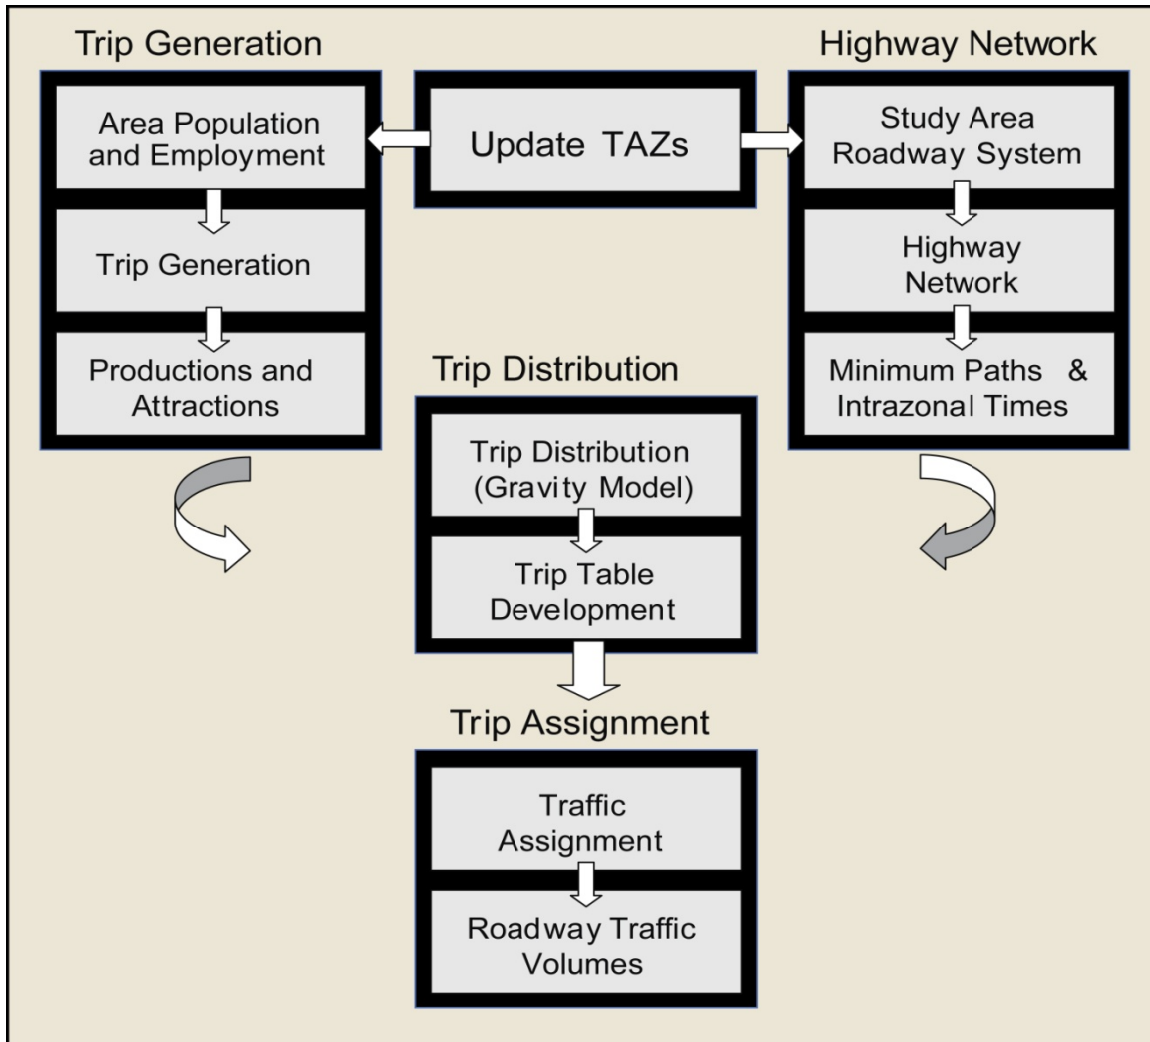 Trip Generation
Area Population
and Employment
Trip Generation
Productions and
Attractions
Update TAZs
Highway Network
Study Area
Roadway System
Highway
Network
Minimum Paths &
Intrazonal Times
Trip Distribution
Trip Distribution
(Gravity Model)
Trip Table
Development
Trip Assignment
Traffic
Assignment
Roadway Traffic
Volumes